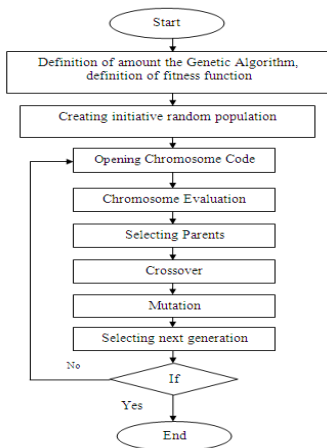 Start
Definition of amount the Genetic Algorithm,
definition of fitness function
Creating initiative random population
Opening Chromosome Code
Chromosome Evaluation
Selecting Parents
Crossover
Mutation
Selecting next generation
No
If
Yes
End